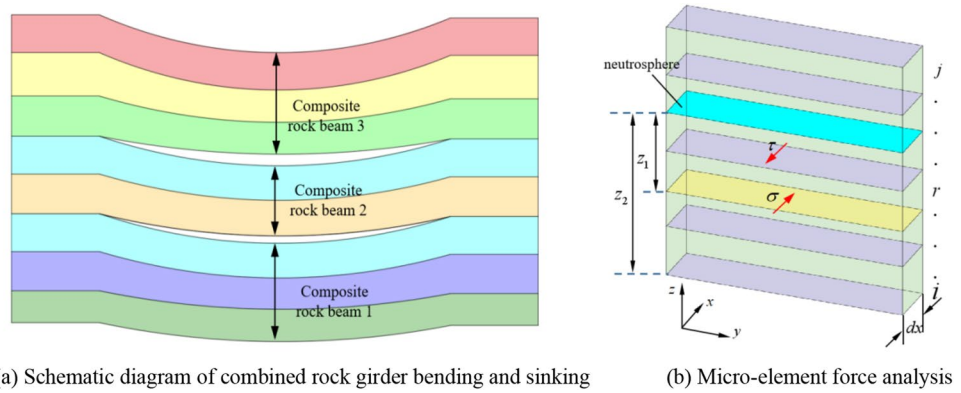 Composite
rock beam 3
Composite
rock beam 2
Composite
rock beam 1
neutrosphere
j
.
.
τ
z₁
z₂
r
σ
.
.
.
z
x
y
i
dx
(a) Schematic diagram of combined rock girder bending and sinking
(b) Micro-element force analysis